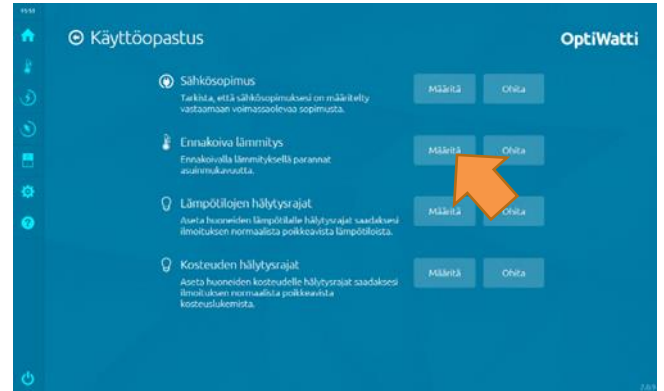 Käyttöopastus
OptiWatti
Sähkösopimus
Määritä
Ohita
Tarkista, että sähkösopimuksesi on määritelty
vastaamaan voimassaolevaa sopimusta.
Ennakoiva lämmitys
Määritä
Ohita
Ennakoivalla lämmityksellä parannat
asuinmukavuutta.
Lämpötilojen hälytysrajat
Määritä
Ohita
Aseta huoneiden lämpötilalle hälytysrajat saadaksesi
ilmoituksen normaalista poikkeavista lämpötiloista.
Kosteuden hälytysrajat
Määritä
Ohita
Aseta huoneiden kosteudelle hälytysrajat saadaksesi
ilmoituksen normaalista poikkeavista
kosteuslukemista.